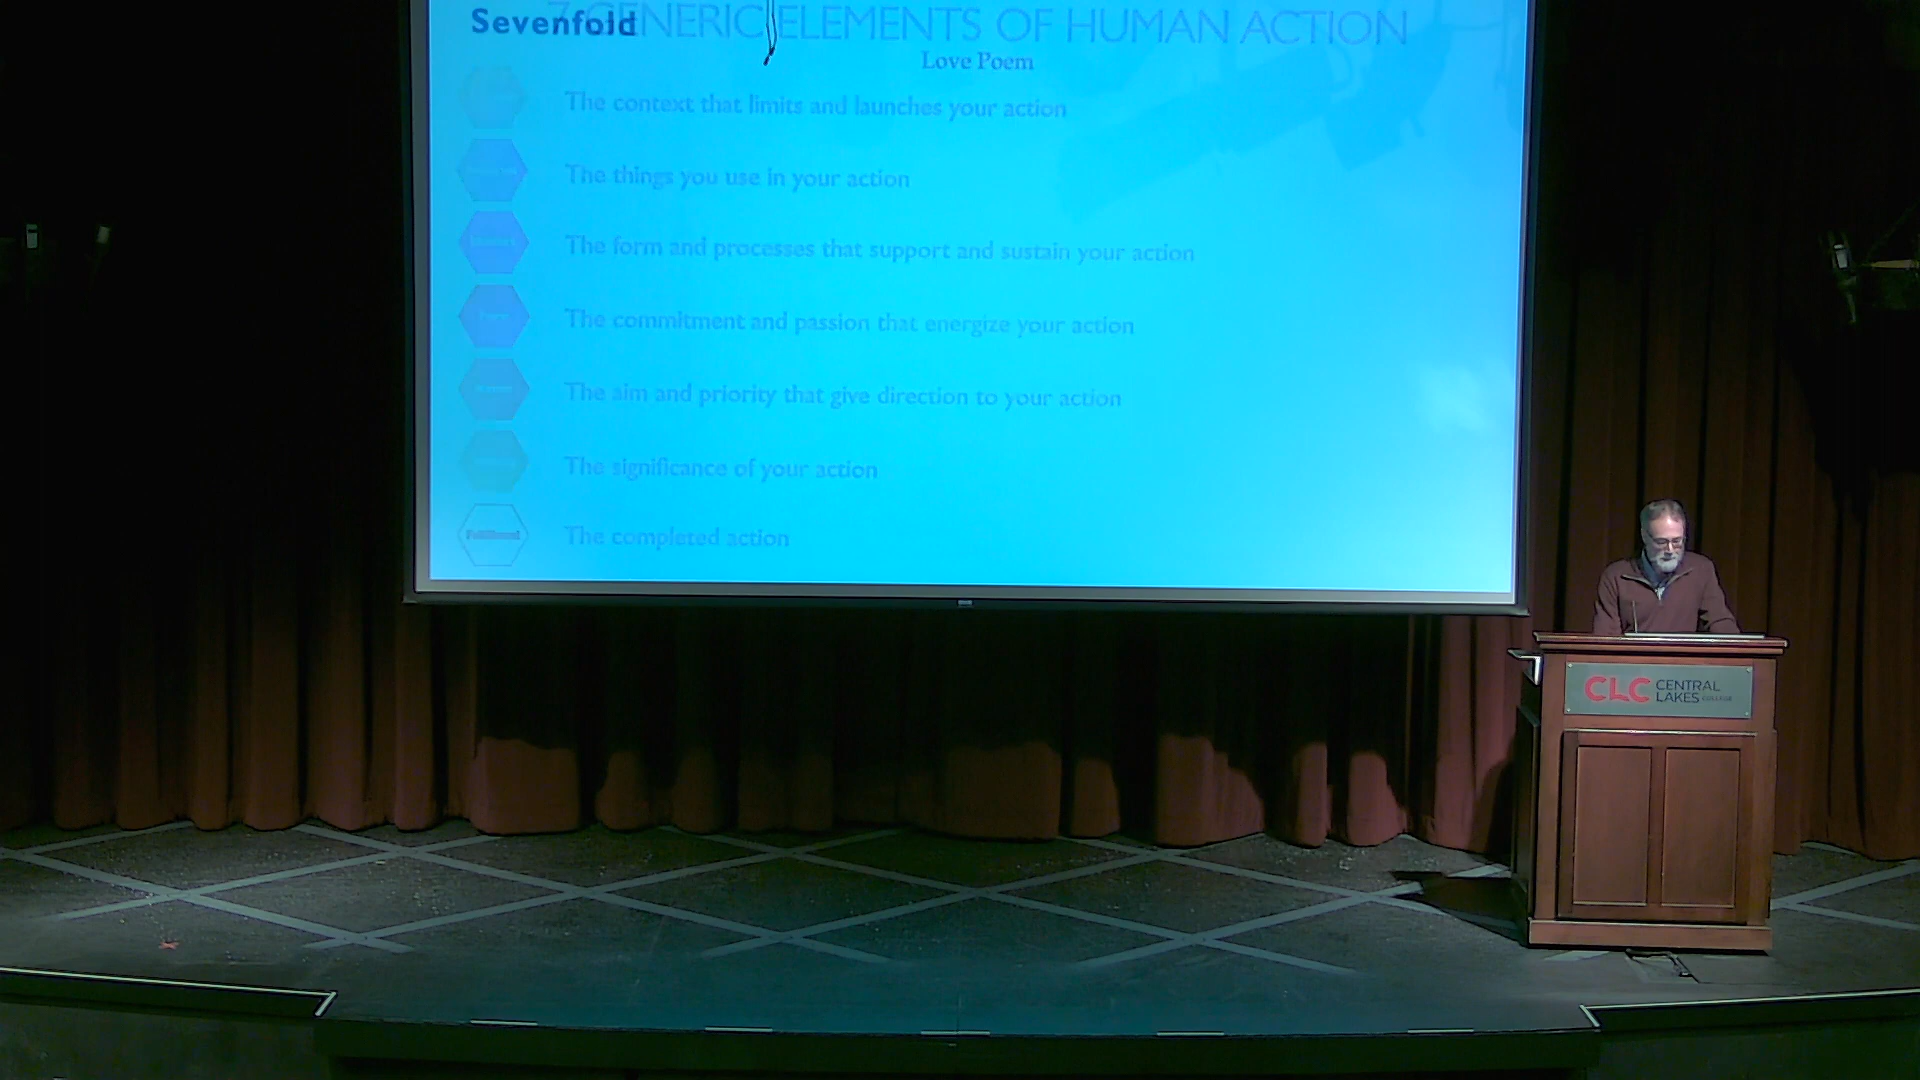 Sevenfold
7 GENERIC ELEMENTS OF HUMAN ACTION
Love Poem
The context that limits and launches your action
The things you use in your action
The form and processes that support and sustain your action
The commitment and passion that energize your action
The aim and priority that give direction to your action
The significance of your action
Fulfillment
The completed action
CLC CENTRAL
LAKES COLLEGE